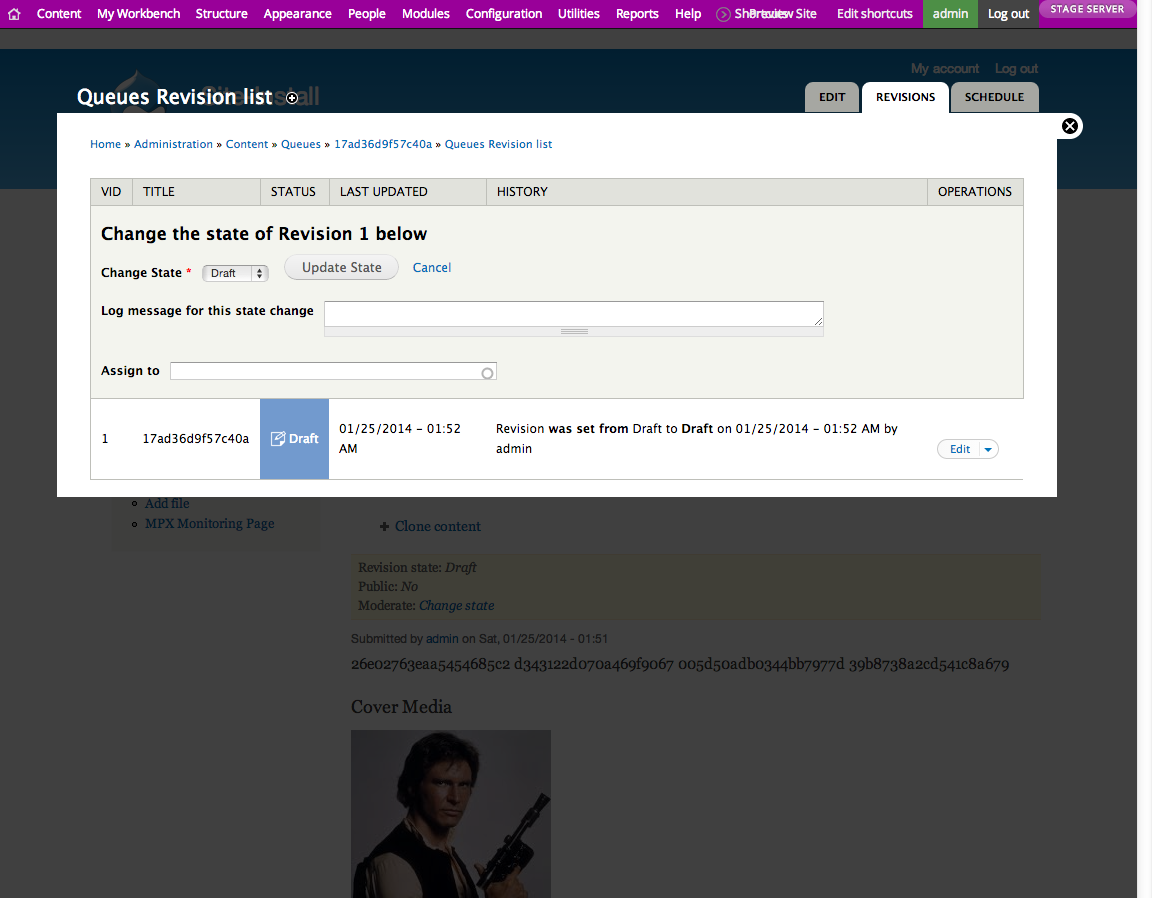 Content My Workbench Structure Appearance People Modules Configuration Utilities Reports Help Shortcuts Preview Site Edit shortcuts admin Log out STAGE SERVER
My account Log out
Site-Install
Queues Revision list
EDIT REVISIONS SCHEDULE
Home » Administration » Content » Queues » 17ad36d9f57c40a » Queues Revision list
VID TITLE STATUS LAST UPDATED HISTORY OPERATIONS
Change the state of Revision 1 below
Change State * Draft Update State Cancel
Log message for this state change
Assign to
1 17ad36d9f57c40a Draft 01/25/2014 – 01:52 AM Revision was set from Draft to Draft on 01/25/2014 – 01:52 AM by admin Edit
Add file
MPX Monitoring Page
Clone content
Revision state: Draft
Public: No
Moderate: Change state
Submitted by admin on Sat, 01/25/2014 - 01:51
26e02763eaa5454685c2 d343122d070a469f9067 005d50adb0344bb7977d 39b8738a2cd541c8a679
Cover Media